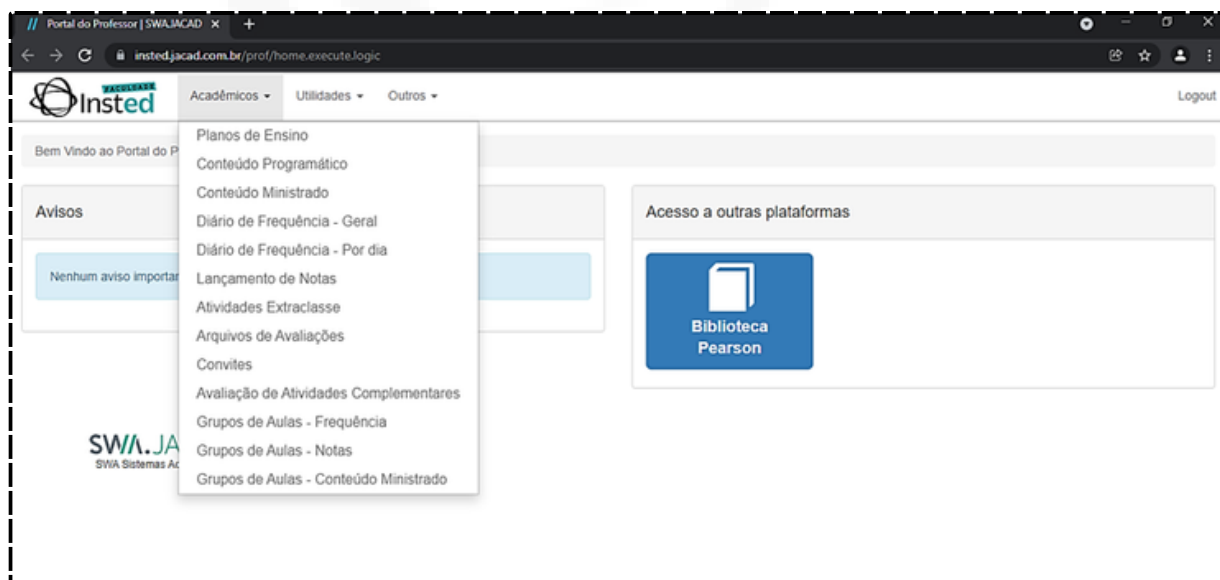 Portal do Professor | SWA.JACAD
insted.jacad.com.br/prof/home.execute.logic
FACULDADE
Insted
Acadêmicos Utilidades Outros Logout
Bem Vindo ao Portal do P
Planos de Ensino
Conteúdo Programático
Conteúdo Ministrado
Diário de Frequência - Geral
Diário de Frequência - Por dia
Lançamento de Notas
Atividades Extraclasse
Arquivos de Avaliações
Convites
Avaliação de Atividades Complementares
Grupos de Aulas - Frequência
Grupos de Aulas - Notas
Grupos de Aulas - Conteúdo Ministrado
Avisos
Nenhum aviso importan
Acesso a outras plataformas
Biblioteca
Pearson
SWA.JA
SWA Sistemas Ac